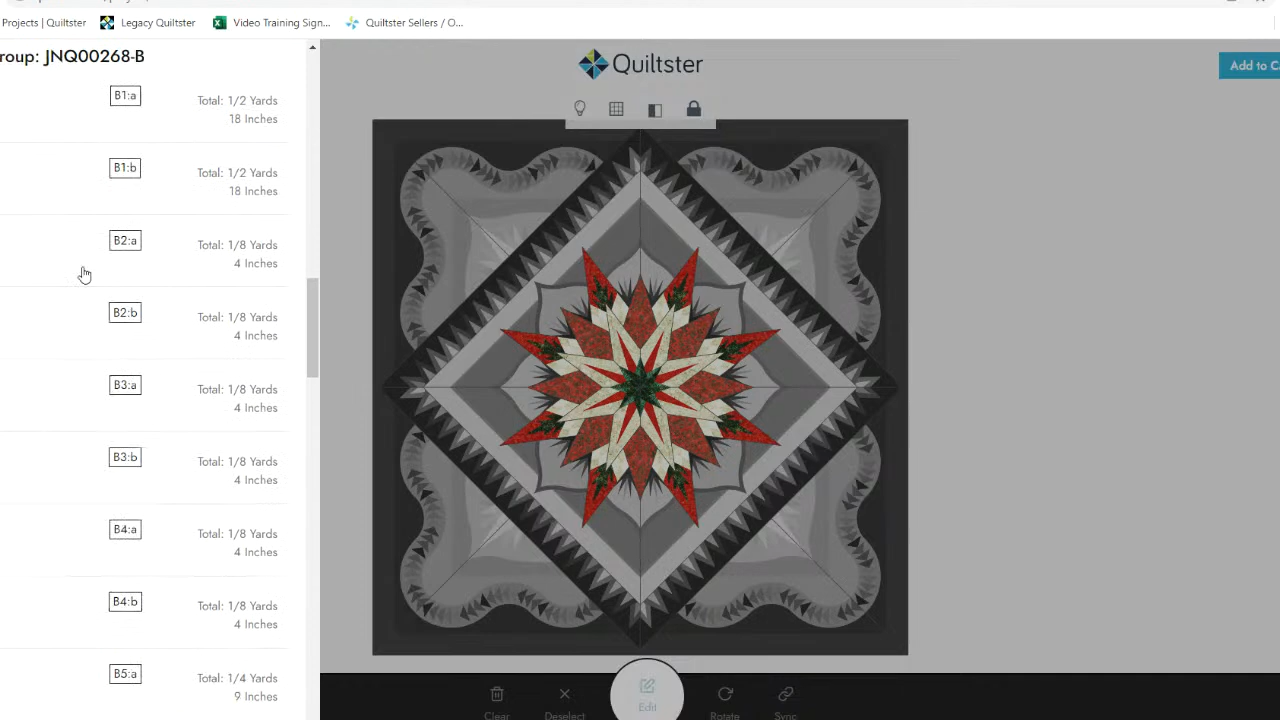 Projects | Quiltster
Legacy Quiltster
Video Training Sign...
Quiltster Sellers / O...
roup: JNQ00268-B
B1:a
Total: 1/2 Yards
18 Inches
B1:b
Total: 1/2 Yards
18 Inches
B2:a
Total: 1/8 Yards
4 Inches
B2:b
Total: 1/8 Yards
4 Inches
B3:a
Total: 1/8 Yards
4 Inches
B3:b
Total: 1/8 Yards
4 Inches
B4:a
Total: 1/8 Yards
4 Inches
B4:b
Total: 1/8 Yards
4 Inches
B5:a
Total: 1/4 Yards
9 Inches
Quiltster
Add to Ca
Clear
Deselect
Edit
Rotate
Sync